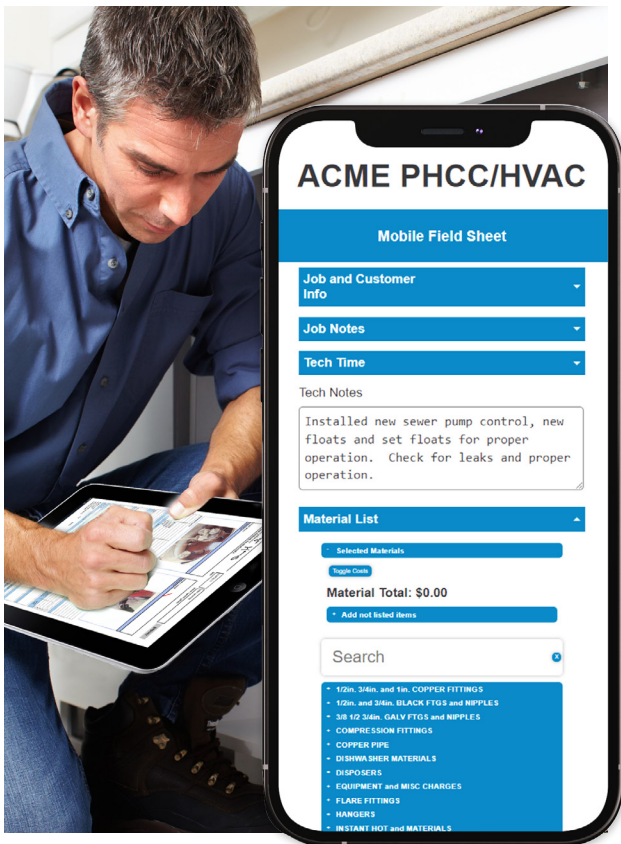 ACME PHCC/HVAC
Mobile Field Sheet
Job and Customer
Info
Job Notes
Tech Time
Tech Notes
Installed new sewer pump control, new
floats and set floats for proper
operation.  Check for leaks and proper
operation.
Material List
Selected Materials
Toggle Costs
Material Total: $0.00
Add not listed items
Search
x
1/2in. 3/4in. and 1in. COPPER FITTINGS
1/2in. and 3/4in. BLACK FTGS and NIPPLES
3/8 1/2 3/4in. GALV FTGS and NIPPLES
COMPRESSION FITTINGS
COPPER PIPE
DISHWASHER MATERIALS
DISPOSERS
EQUIPMENT and MISC CHARGES
FLARE FITTINGS
HANGERS
INSTANT HOT and MATERIALS